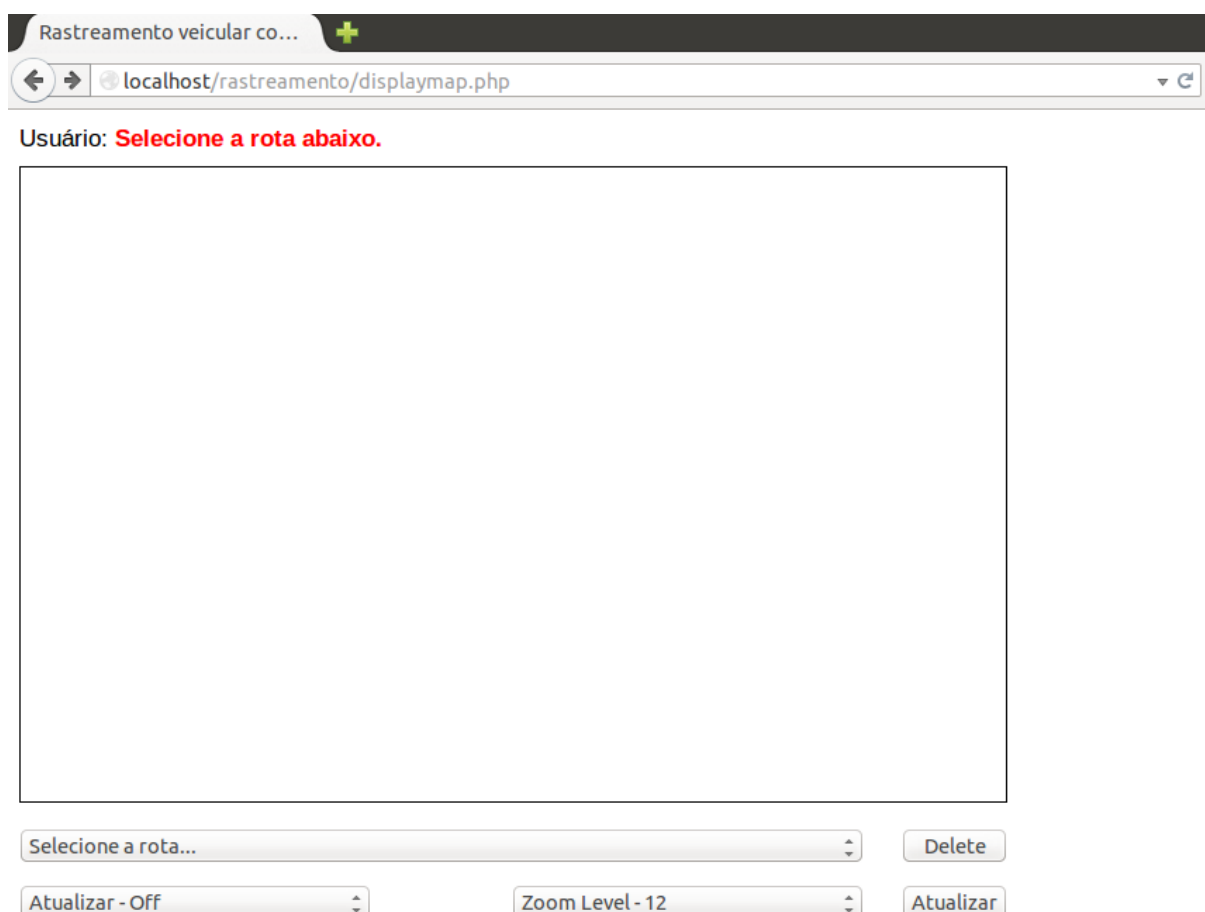 Rastreamento veicular co...
localhost/rastreamento/displaymap.php
Usuário: Selecione a rota abaixo.
Selecione a rota...
Delete
Atualizar - Off
Zoom Level - 12
Atualizar